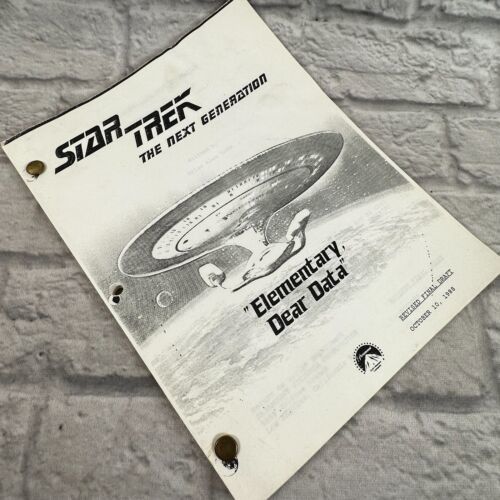 STAR TREK
THE NEXT GENERATION
"Elementary,
Dear Data"
REVISED FINAL DRAFT
OCTOBER 10, 1988